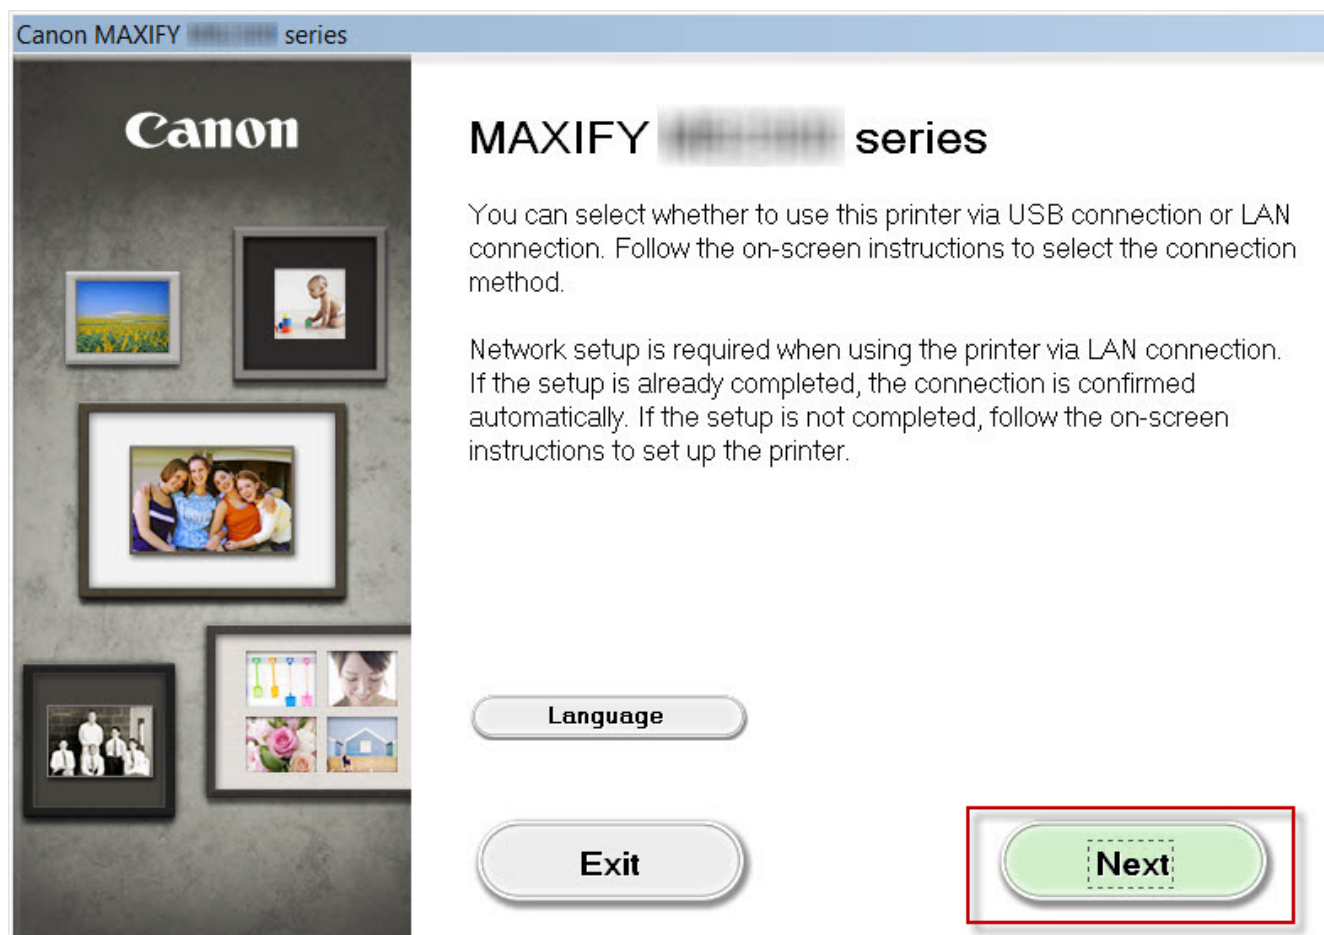 Canon MAXIFY series
Canon
MAXIFY series
You can select whether to use this printer via USB connection or LAN
connection. Follow the on-screen instructions to select the connection
method.
Network setup is required when using the printer via LAN connection.
If the setup is already completed, the connection is confirmed
automatically. If the setup is not completed, follow the on-screen
instructions to set up the printer.
Language
Exit
Next